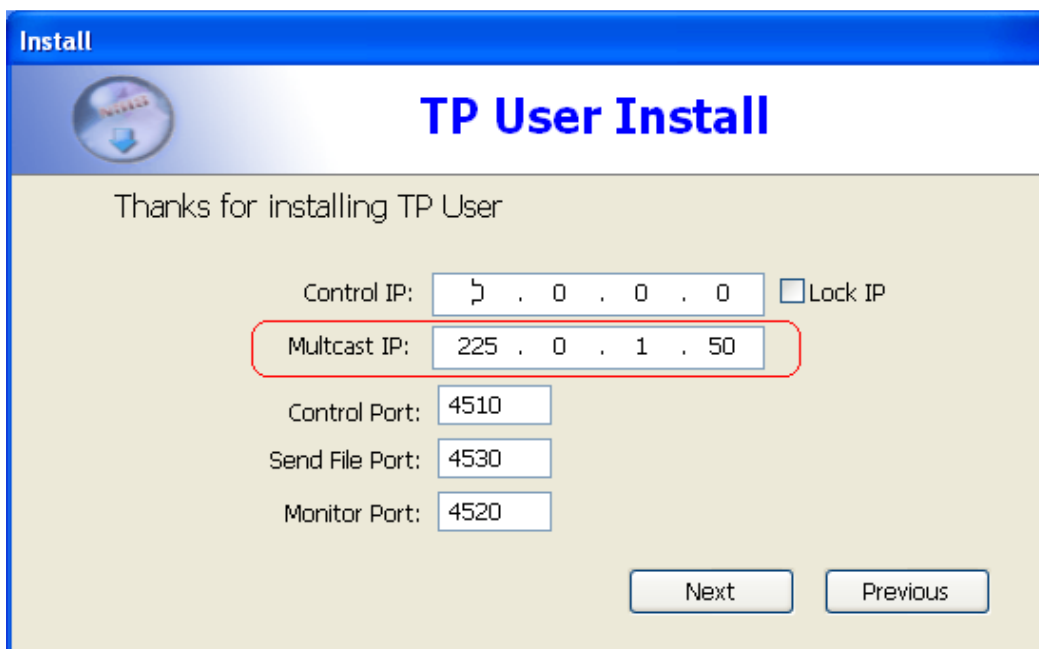 Install
TP User Install
Thanks for installing TP User
Control IP: . 0 . 0 . 0 Lock IP
Multcast IP: 225 . 0 . 1 . 50
Control Port: 4510
Send File Port: 4530
Monitor Port: 4520
Next Previous